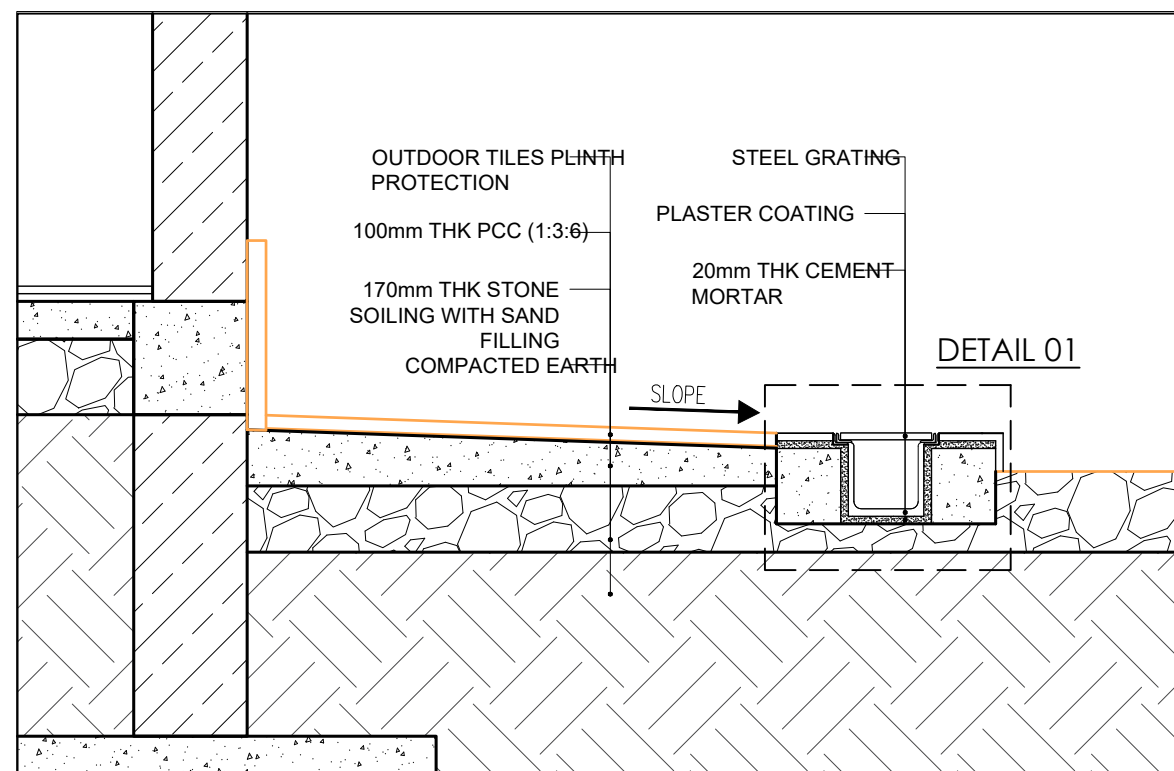 OUTDOOR TILES PLINTH
PROTECTION
100mm THK PCC (1:3:6)
170mm THK STONE
SOILING WITH SAND
FILLING
COMPACTED EARTH
STEEL GRATING
PLASTER COATING
20mm THK CEMENT
MORTAR
DETAIL 01
SLOPE